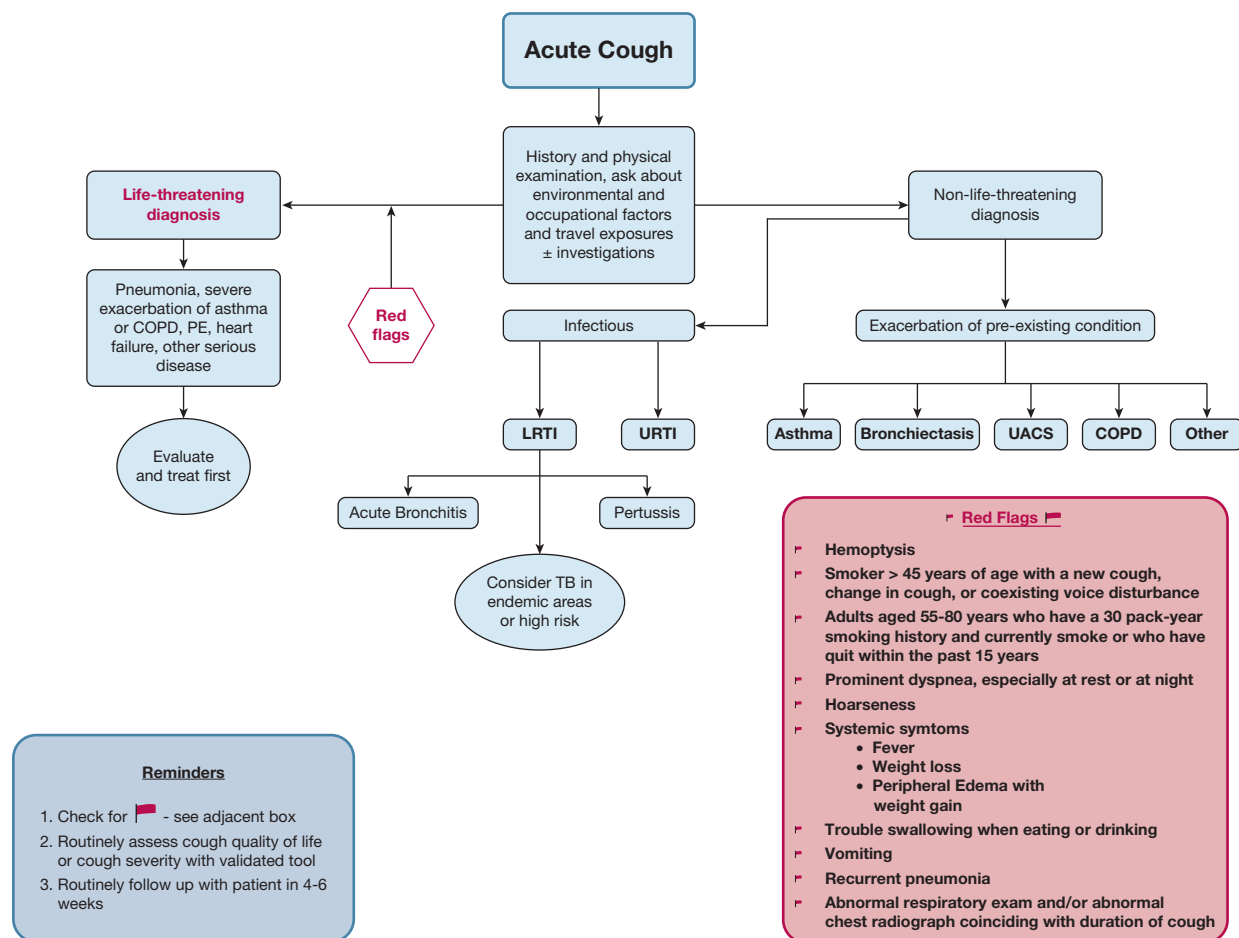 Acute Cough
History and physical
examination, ask about
environmental and
occupational factors
and travel exposures
± investigations
Life-threatening
diagnosis
Non-life-threatening
diagnosis
Pneumonia, severe
exacerbation of asthma
or COPD, PE, heart
failure, other serious
disease
Red
flags
Infectious
Exacerbation of pre-existing condition
Evaluate
and treat first
LRTI
URTI
Asthma
Bronchiectasis
UACS
COPD
Other
Acute Bronchitis
Pertussis
Consider TB in
endemic areas
or high risk
Reminders
1. Check for - see adjacent box
2. Routinely assess cough quality of life
or cough severity with validated tool
3. Routinely follow up with patient in 4-6
weeks
Red Flags
Hemoptysis
Smoker > 45 years of age with a new cough,
change in cough, or coexisting voice disturbance
Adults aged 55-80 years who have a 30 pack-year
smoking history and currently smoke or who have
quit within the past 15 years
Prominent dyspnea, especially at rest or at night
Hoarseness
Systemic symtoms
• Fever
• Weight loss
• Peripheral Edema with
weight gain
Trouble swallowing when eating or drinking
Vomiting
Recurrent pneumonia
Abnormal respiratory exam and/or abnormal
chest radiograph coinciding with duration of cough